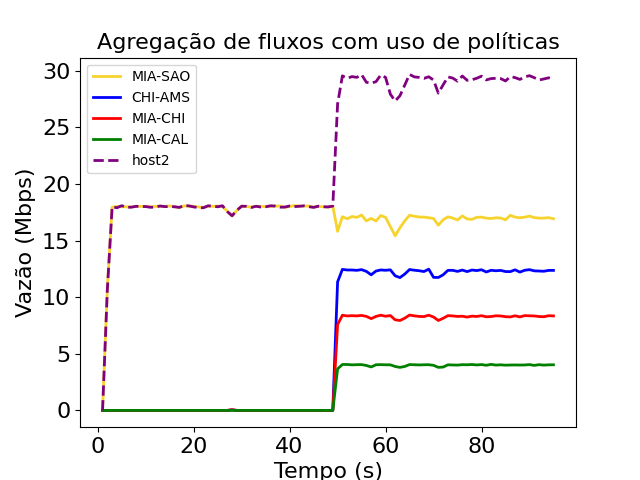 Agregação de fluxos com uso de políticas
MIA-SAO
CHI-AMS
MIA-CHI
MIA-CAL
host2
Vazão (Mbps)
30
25
20
15
10
5
0
0 20 40 60 80
Tempo (s)